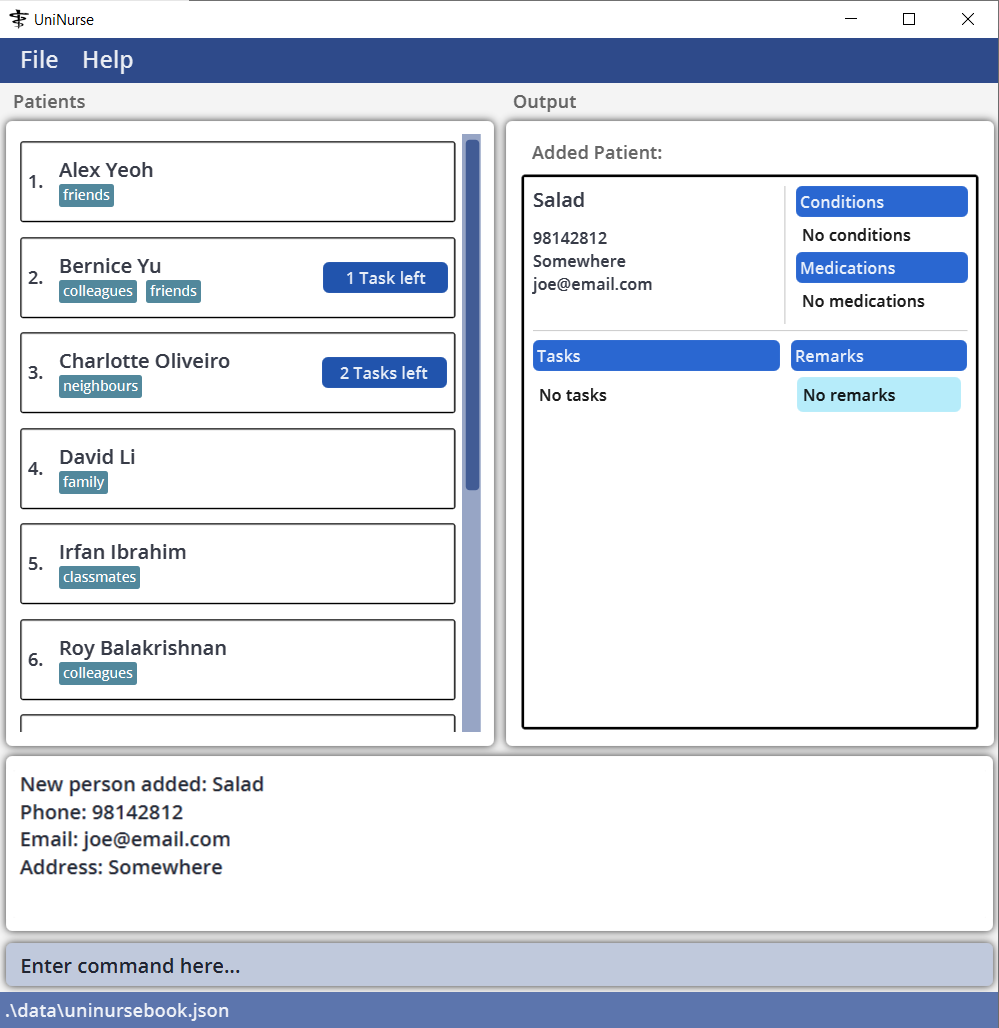 UniNurse
File Help
Patients
1. Alex Yeoh
friends
2. Bernice Yu
colleagues friends
1 Task left
3. Charlotte Oliveiro
neighbours
2 Tasks left
4. David Li
family
5. Irfan Ibrahim
classmates
6. Roy Balakrishnan
colleagues
Output
Added Patient:
Salad
98142812
Somewhere
joe@email.com
Conditions
No conditions
Medications
No medications
Tasks
No tasks
Remarks
No remarks
New person added: Salad
Phone: 98142812
Email: joe@email.com
Address: Somewhere
Enter command here...
.\data\uninursebook.json